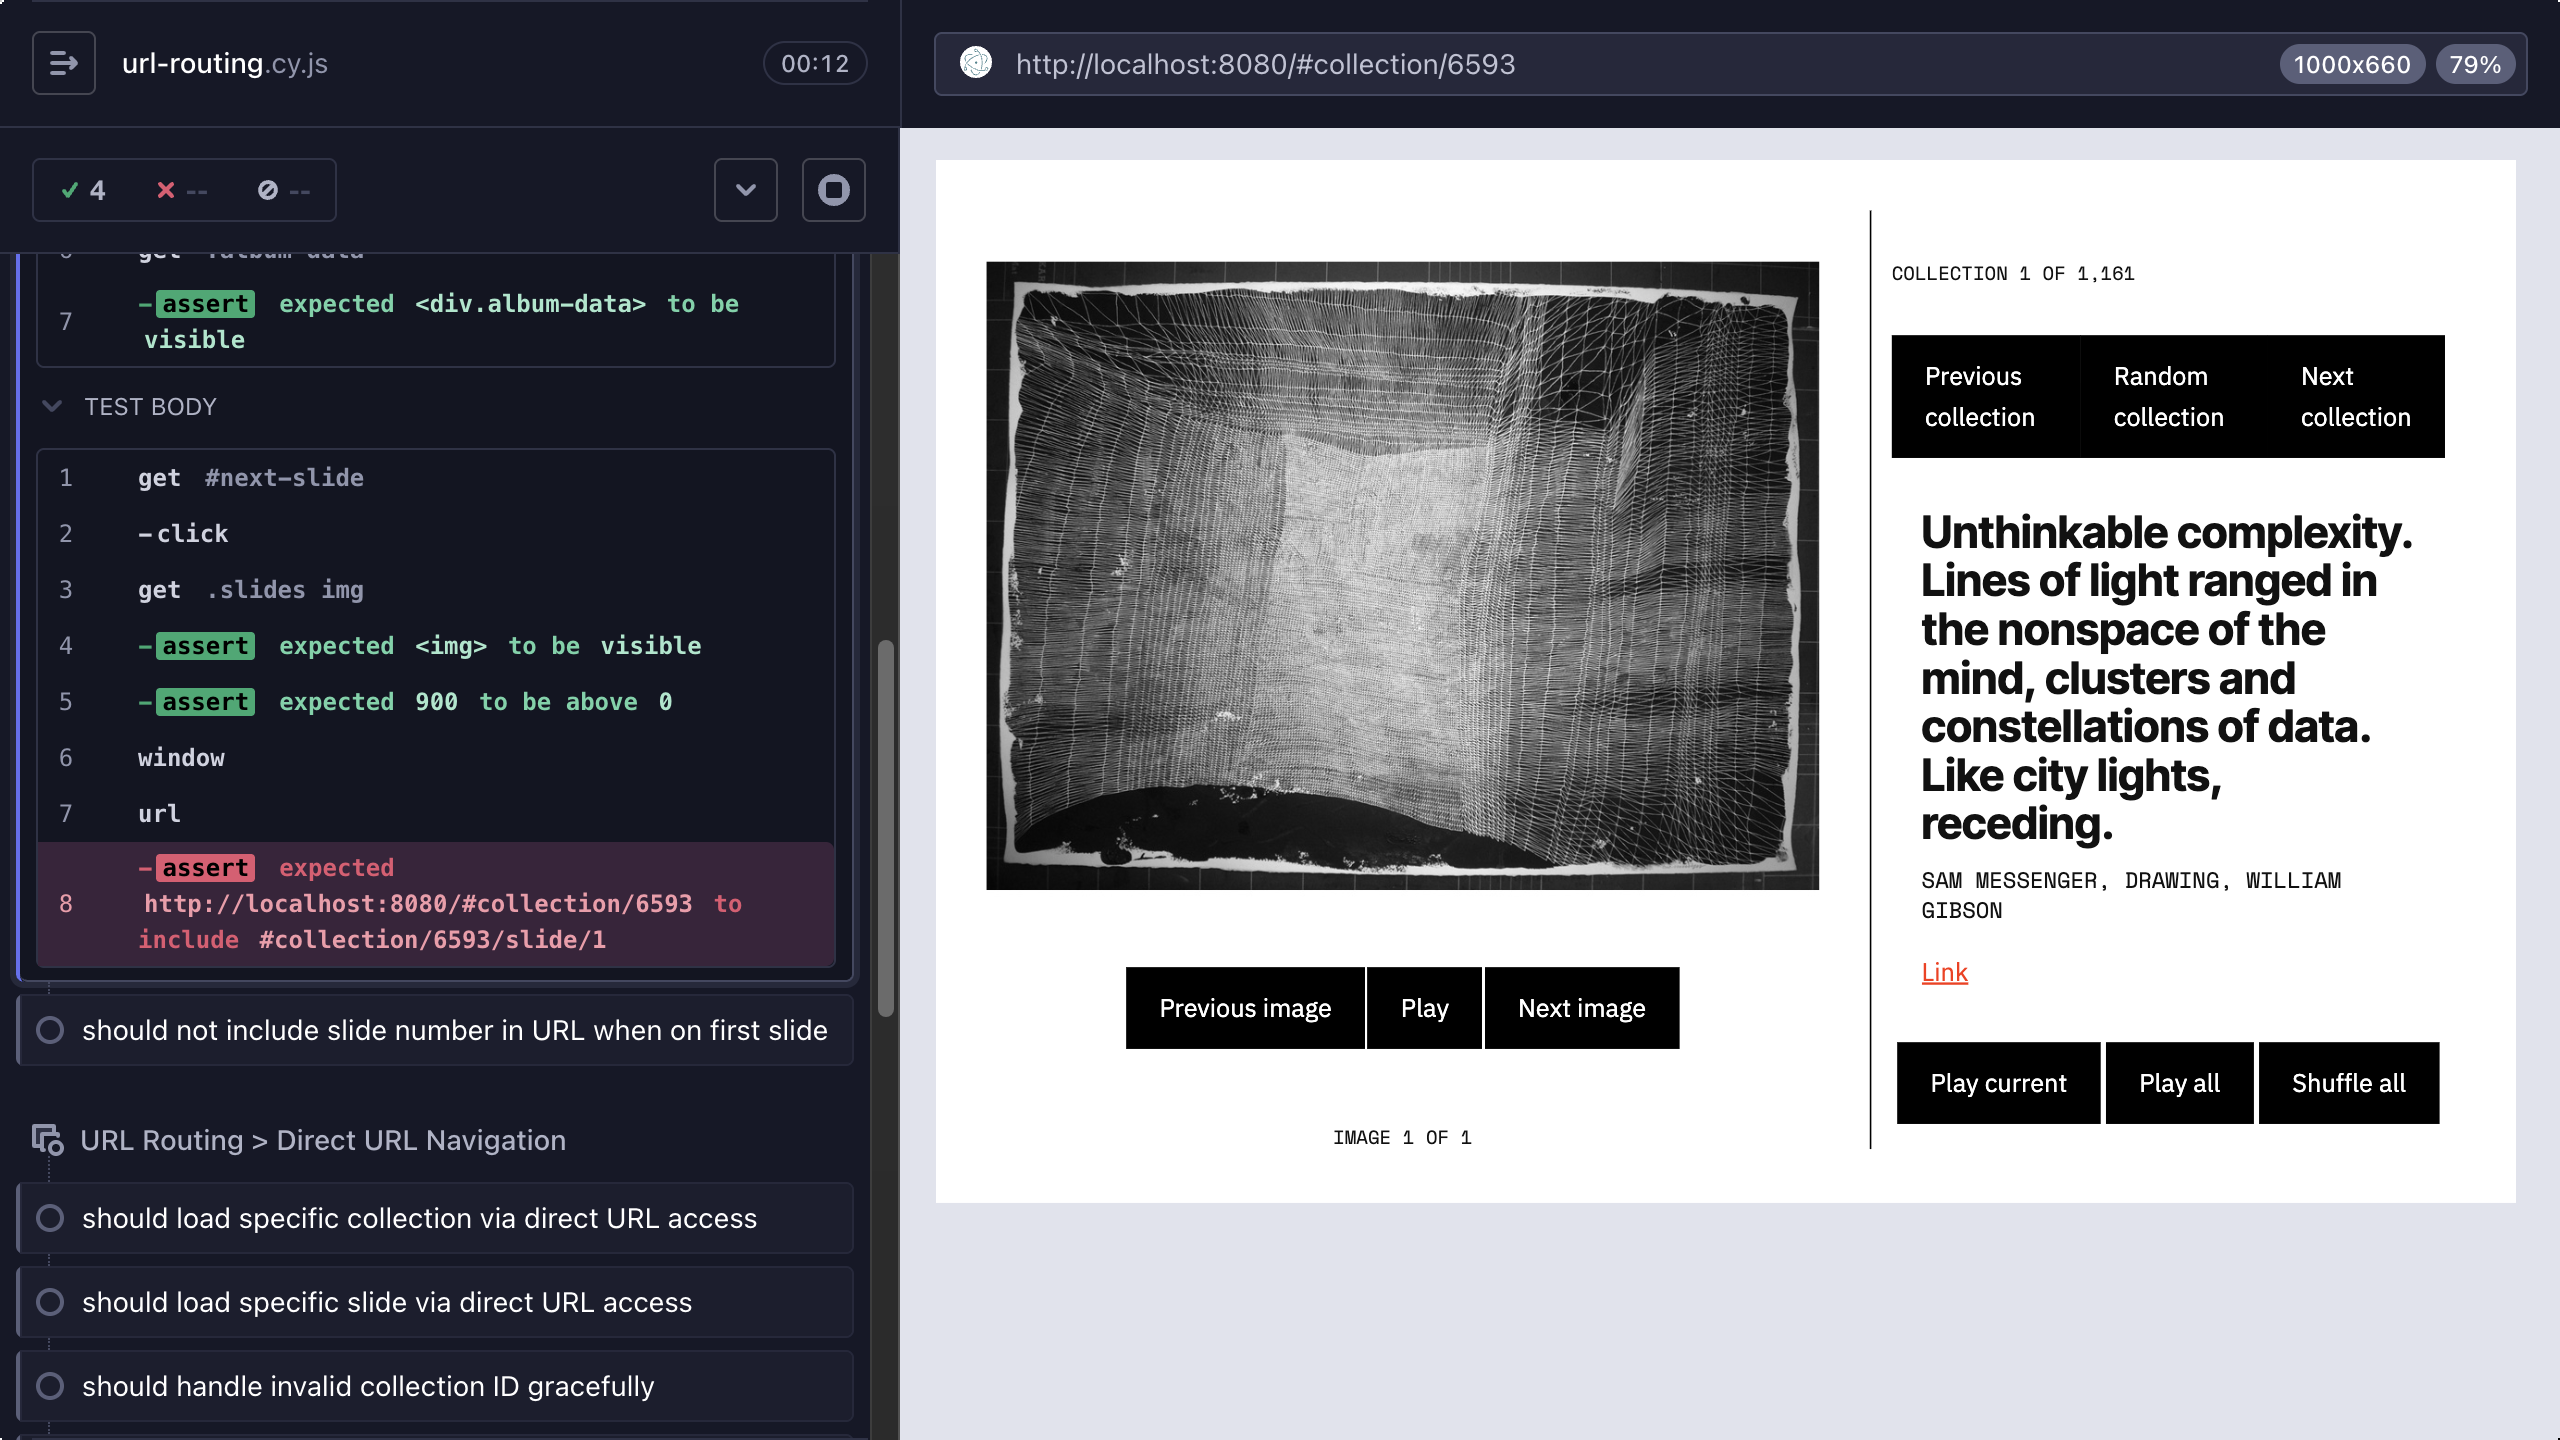 url-routing.cy.js
00:12
4
--
--
get .album-data
7
-assert expected <div.album-data> to be
visible
TEST BODY
1 get #next-slide
2 -click
3 get .slides img
4 -assert expected <img> to be visible
5 -assert expected 900 to be above 0
6 window
7 url
-assert expected
8 http://localhost:8080/#collection/6593 to
include #collection/6593/slide/1
should not include slide number in URL when on first slide
URL Routing > Direct URL Navigation
should load specific collection via direct URL access
should load specific slide via direct URL access
should handle invalid collection ID gracefully
http://localhost:8080/#collection/6593
1000x660
79%
Previous image
Play
Next image
IMAGE 1 OF 1
COLLECTION 1 OF 1,161
Previous
collection
Random
collection
Next
collection
Unthinkable complexity.
Lines of light ranged in
the nonspace of the
mind, clusters and
constellations of data.
Like city lights,
receding.
SAM MESSENGER, DRAWING, WILLIAM
GIBSON
Link
Play current
Play all
Shuffle all